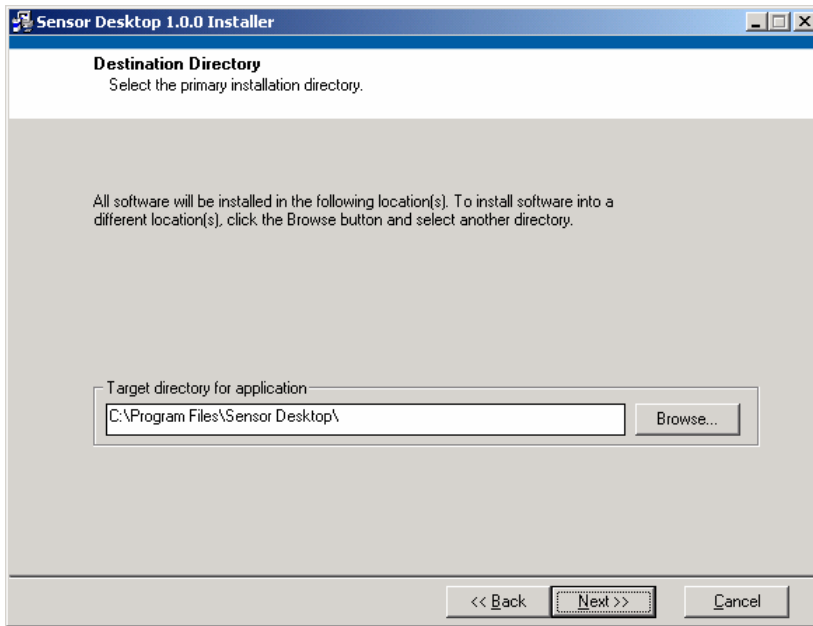 Sensor Desktop 1.0.0 Installer
Destination Directory
Select the primary installation directory.
All software will be installed in the following location(s). To install software into a
different location(s), click the Browse button and select another directory.
Target directory for application
C:\Program Files\Sensor Desktop\
Browse...
<< Back
Next >>
Cancel